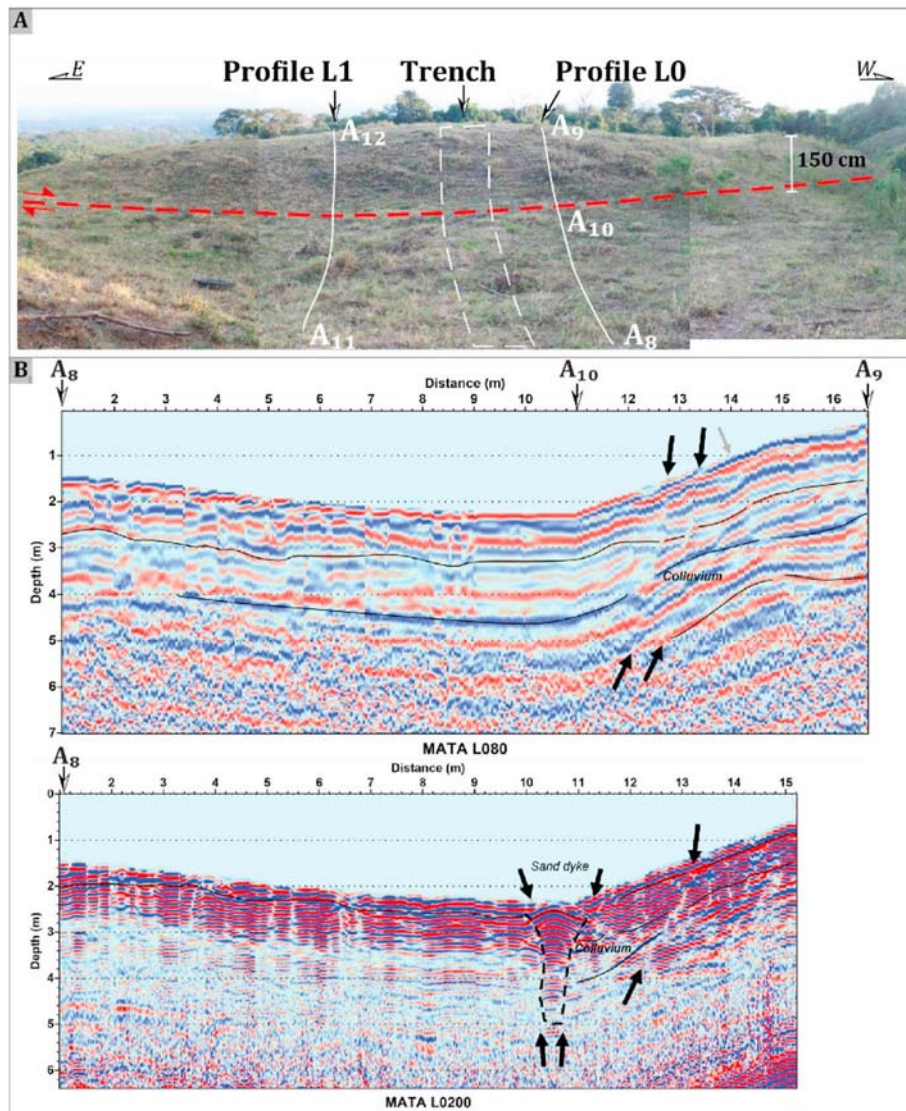 A
E
W
Profile L1 Trench Profile L0
A12
A9
150 cm
A10
A11
A8
B
A8
A10
A9
Distance (m)
2 3 4 5 6 7 8 9 10 11 12 13 14 15 16
Depth (m)
1
2
3
4
5
6
7
Colluvium
MATA L080
A8
Distance (m)
2 3 4 5 6 7 8 9 10 11 12 13 14 15
Depth (m)
0
1
2
3
4
5
6
Sand dyke
Colluvium
MATA L0200